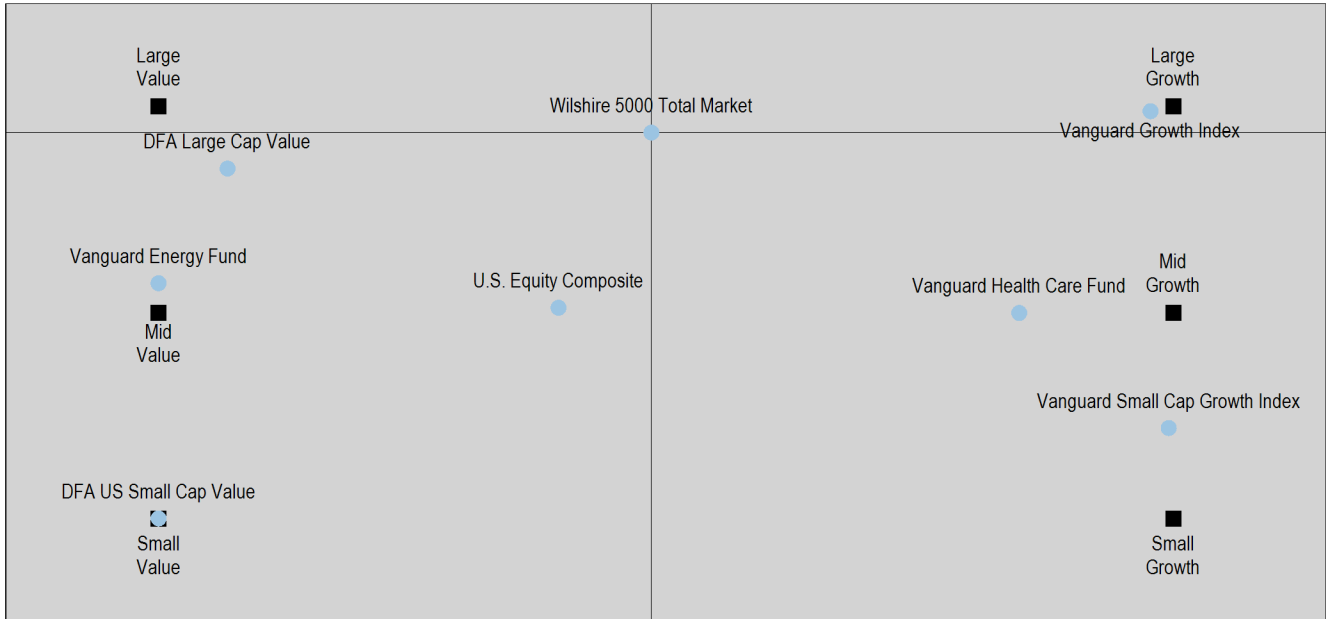 Large
Value
Large
Growth
Wilshire 5000 Total Market
Vanguard Growth Index
DFA Large Cap Value
Vanguard Energy Fund
Mid
Value
U.S. Equity Composite
Vanguard Health Care Fund
Mid
Growth
Vanguard Small Cap Growth Index
DFA US Small Cap Value
Small
Value
Small
Growth